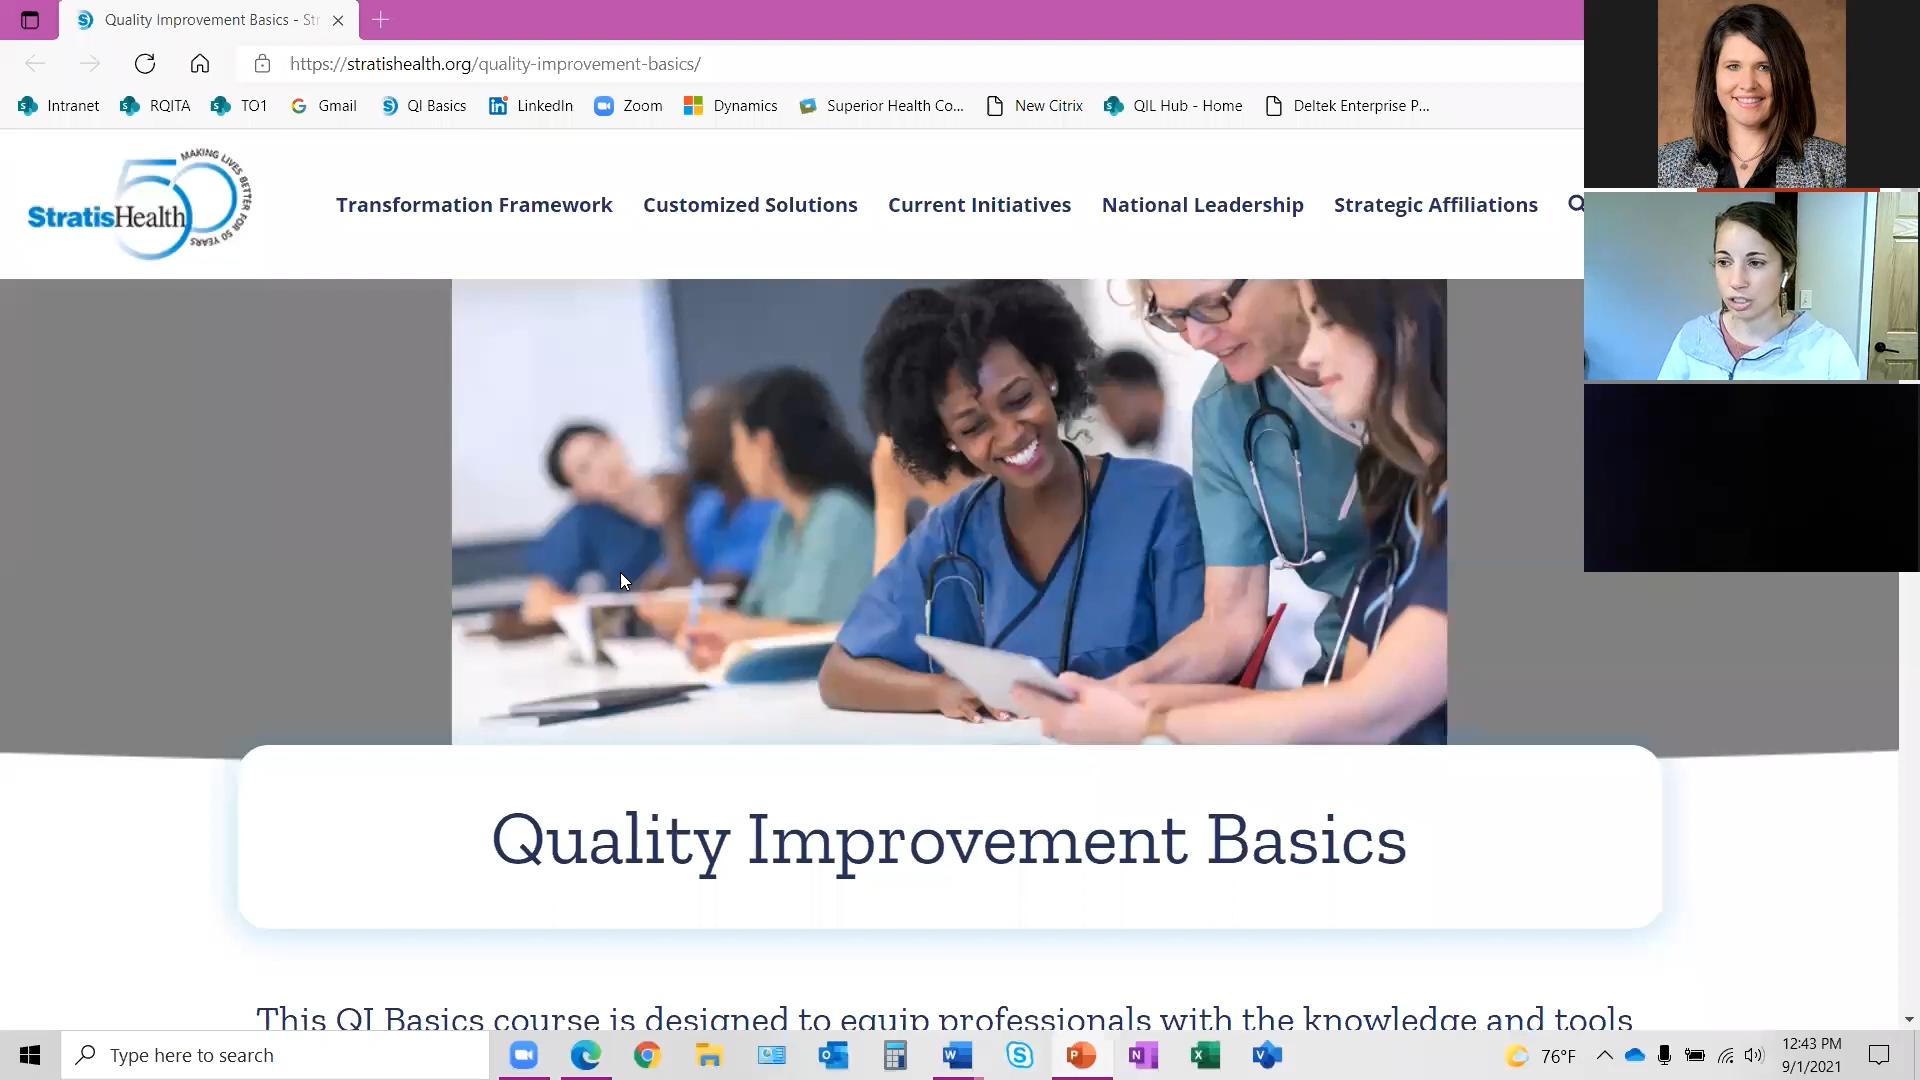 Quality Improvement Basics - Str
https://stratishealth.org/quality-improvement-basics/
Intranet RQITA TO1 Gmail QI Basics LinkedIn Zoom Dynamics Superior Health Co... New Citrix QIL Hub - Home Deltek Enterprise P...
MAKING LIVES BETTER FOR 50 YEARS
50
StratisHealth
Transformation Framework Customized Solutions Current Initiatives National Leadership Strategic Affiliations
Quality Improvement Basics
This QI Basics course is designed to equip professionals with the knowledge and tools
Type here to search
76°F
12:43 PM
9/1/2021